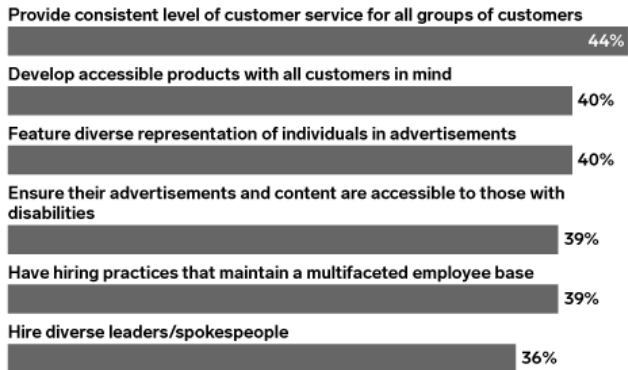 Provide consistent level of customer service for all groups of customers
44%
Develop accessible products with all customers in mind
40%
Feature diverse representation of individuals in advertisements
40%
Ensure their advertisements and content are accessible to those with
disabilities
39%
Have hiring practices that maintain a multifaceted employee base
39%
Hire diverse leaders/spokespeople
36%